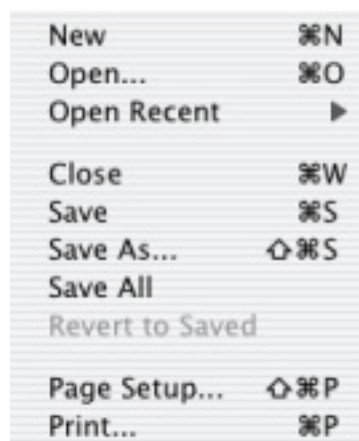 New ⌘N
Open... ⌘O
Open Recent ▶
Close ⌘W
Save ⌘S
Save As... ⇧⌘S
Save All
Revert to Saved
Page Setup... ⇧⌘P
Print... ⌘P